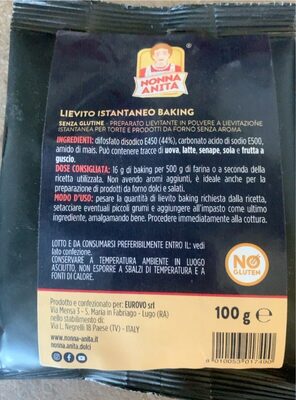 NONNA
ANITA
LIEVITO ISTANTANEO BAKING
SENZA GLUTINE - PREPARATO LIEVITANTE IN POLVERE A LIEVITAZIONE
ISTANTANEA PER TORTE E PRODOTTI DA FORNO SENZA AROMA
INGREDIENTI: difosfato disodico E450 (44%), carbonato acido di sodio E500,
amido di mais. Può contenere tracce di uova, latte, senape, soia e frutta a
guscio.
DOSE CONSIGLIATA: 16 g di baking per 500 g di farina o a seconda della
ricetta utilizzata. Non avendo aromi aggiunti, è ideale anche per la
preparazione di prodotti da forno dolci e salati.
MODO D'USO: pesare la quantità di lievito baking richiesta dalla ricetta,
setacciare eventuali piccoli grumi e aggiungere all'impasto come ultimo
ingrediente, amalgamando bene. Procedere immediatamente alla cottura.
LOTTO E DA CONSUMARSI PREFERIBILMENTE ENTRO IL: vedi
lato confezione.
CONSERVARE A TEMPERATURA AMBIENTE IN LUOGO
ASCIUTTO, NON ESPORRE A SBALZI DI TEMPERATURA E A
FONTI DI CALORE.
NO
GLUTEN
Prodotto e confezionato per: EUROVO srl
Via Mensa 3 - S. Maria in Fabriago - Lugo (RA)
nello stabilimento di:
Via L. Negrelli 18 Paese (TV) - ITALY
100 g e
www.nonna-anita.it
nonna.anita.dolci
8010053017490